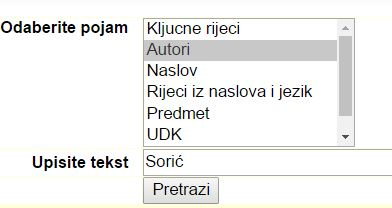 Odaberite pojam
Kljucne rijeci
Autori
Naslov
Rijeci iz naslova i jezik
Predmet
UDK
Upisite tekst Sorić
Pretrazi